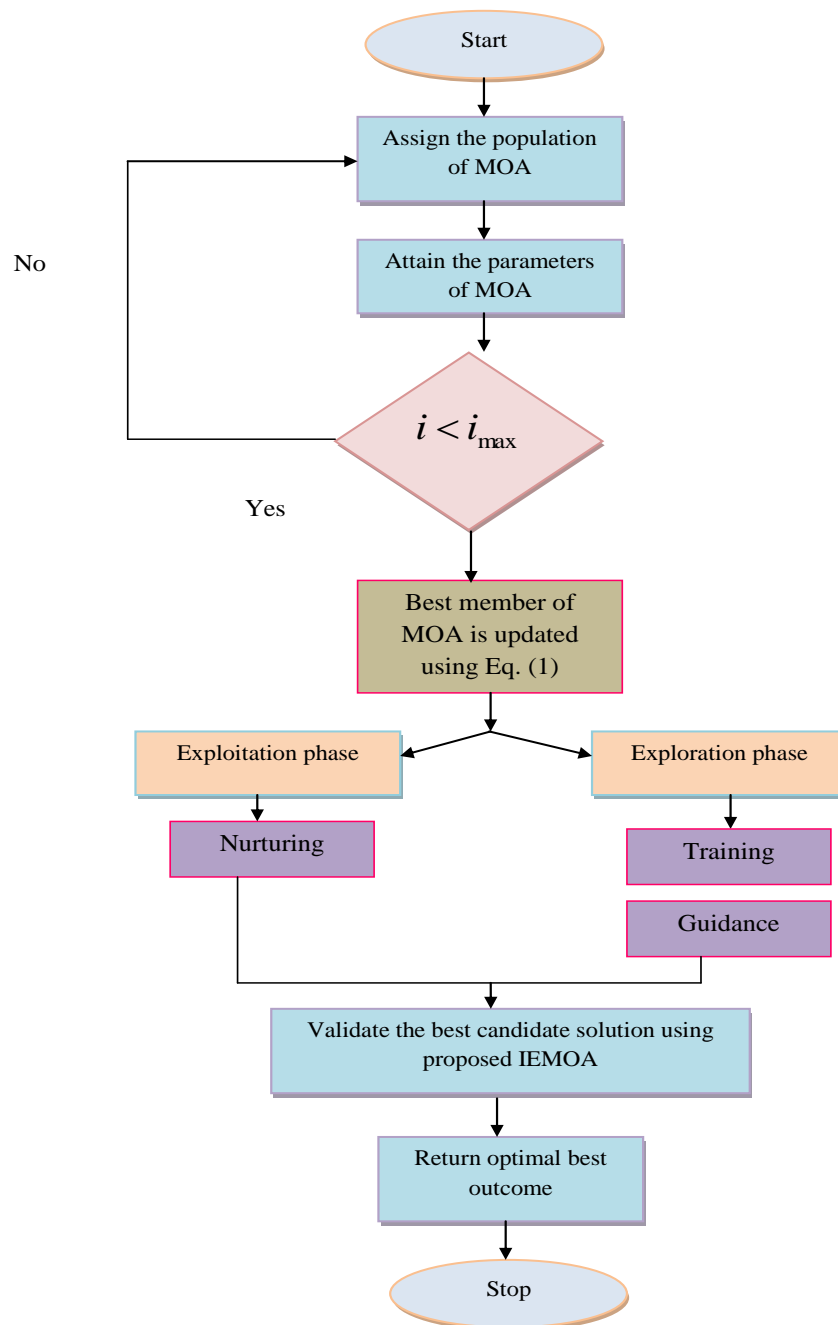 Start
Assign the population
of MOA
No
Attain the parameters
of MOA
i < i_max
Yes
Best member of
MOA is updated
using Eq. (1)
Exploitation phase
Exploration phase
Nurturing
Training
Guidance
Validate the best candidate solution using
proposed IEMOA
Return optimal best
outcome
Stop